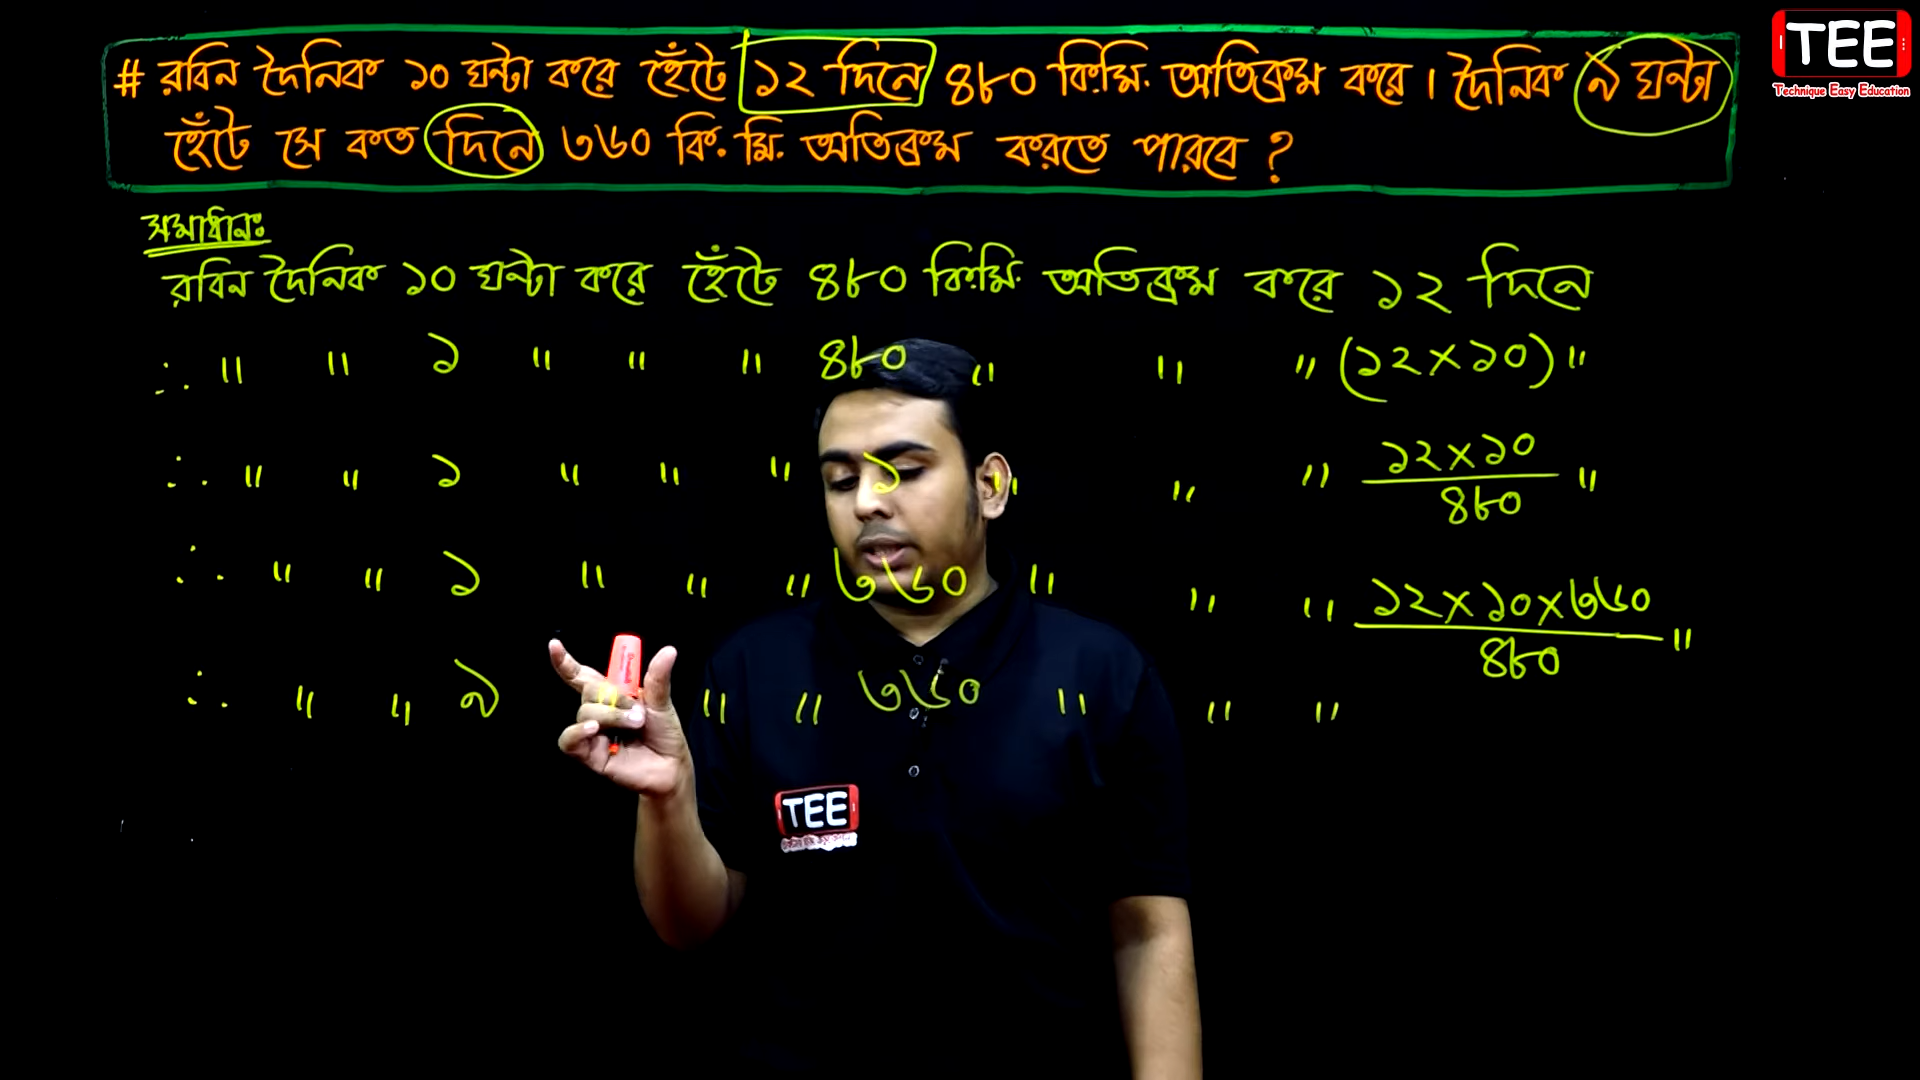 # রবিন দৈনিক ১০ ঘন্টা করে হেঁটে ১২ দিনে ৪৮০ কি.মি. অতিক্রম করে। দৈনিক ৯ ঘন্টা
হেঁটে সে কত দিনে ৩৬০ কি.মি. অতিক্রম করতে পারবে ?
TEE
Technique Easy Education
সমাধানঃ
রবিন দৈনিক ১০ ঘন্টা করে হেঁটে ৪৮০ কি.মি. অতিক্রম করে ১২ দিনে
∴ " " ১ " " " ৪৮০ " " " (১২×১০) "
∴ " " ১ " " " ১ " " " ১২×১০
৪৮০ "
∴ " " ১ " " " ৩৬০ " " " ১২×১০×৩৬০
৪৮০ "
∴ " " ৯ " " " ৩৬০ " " "
TEE